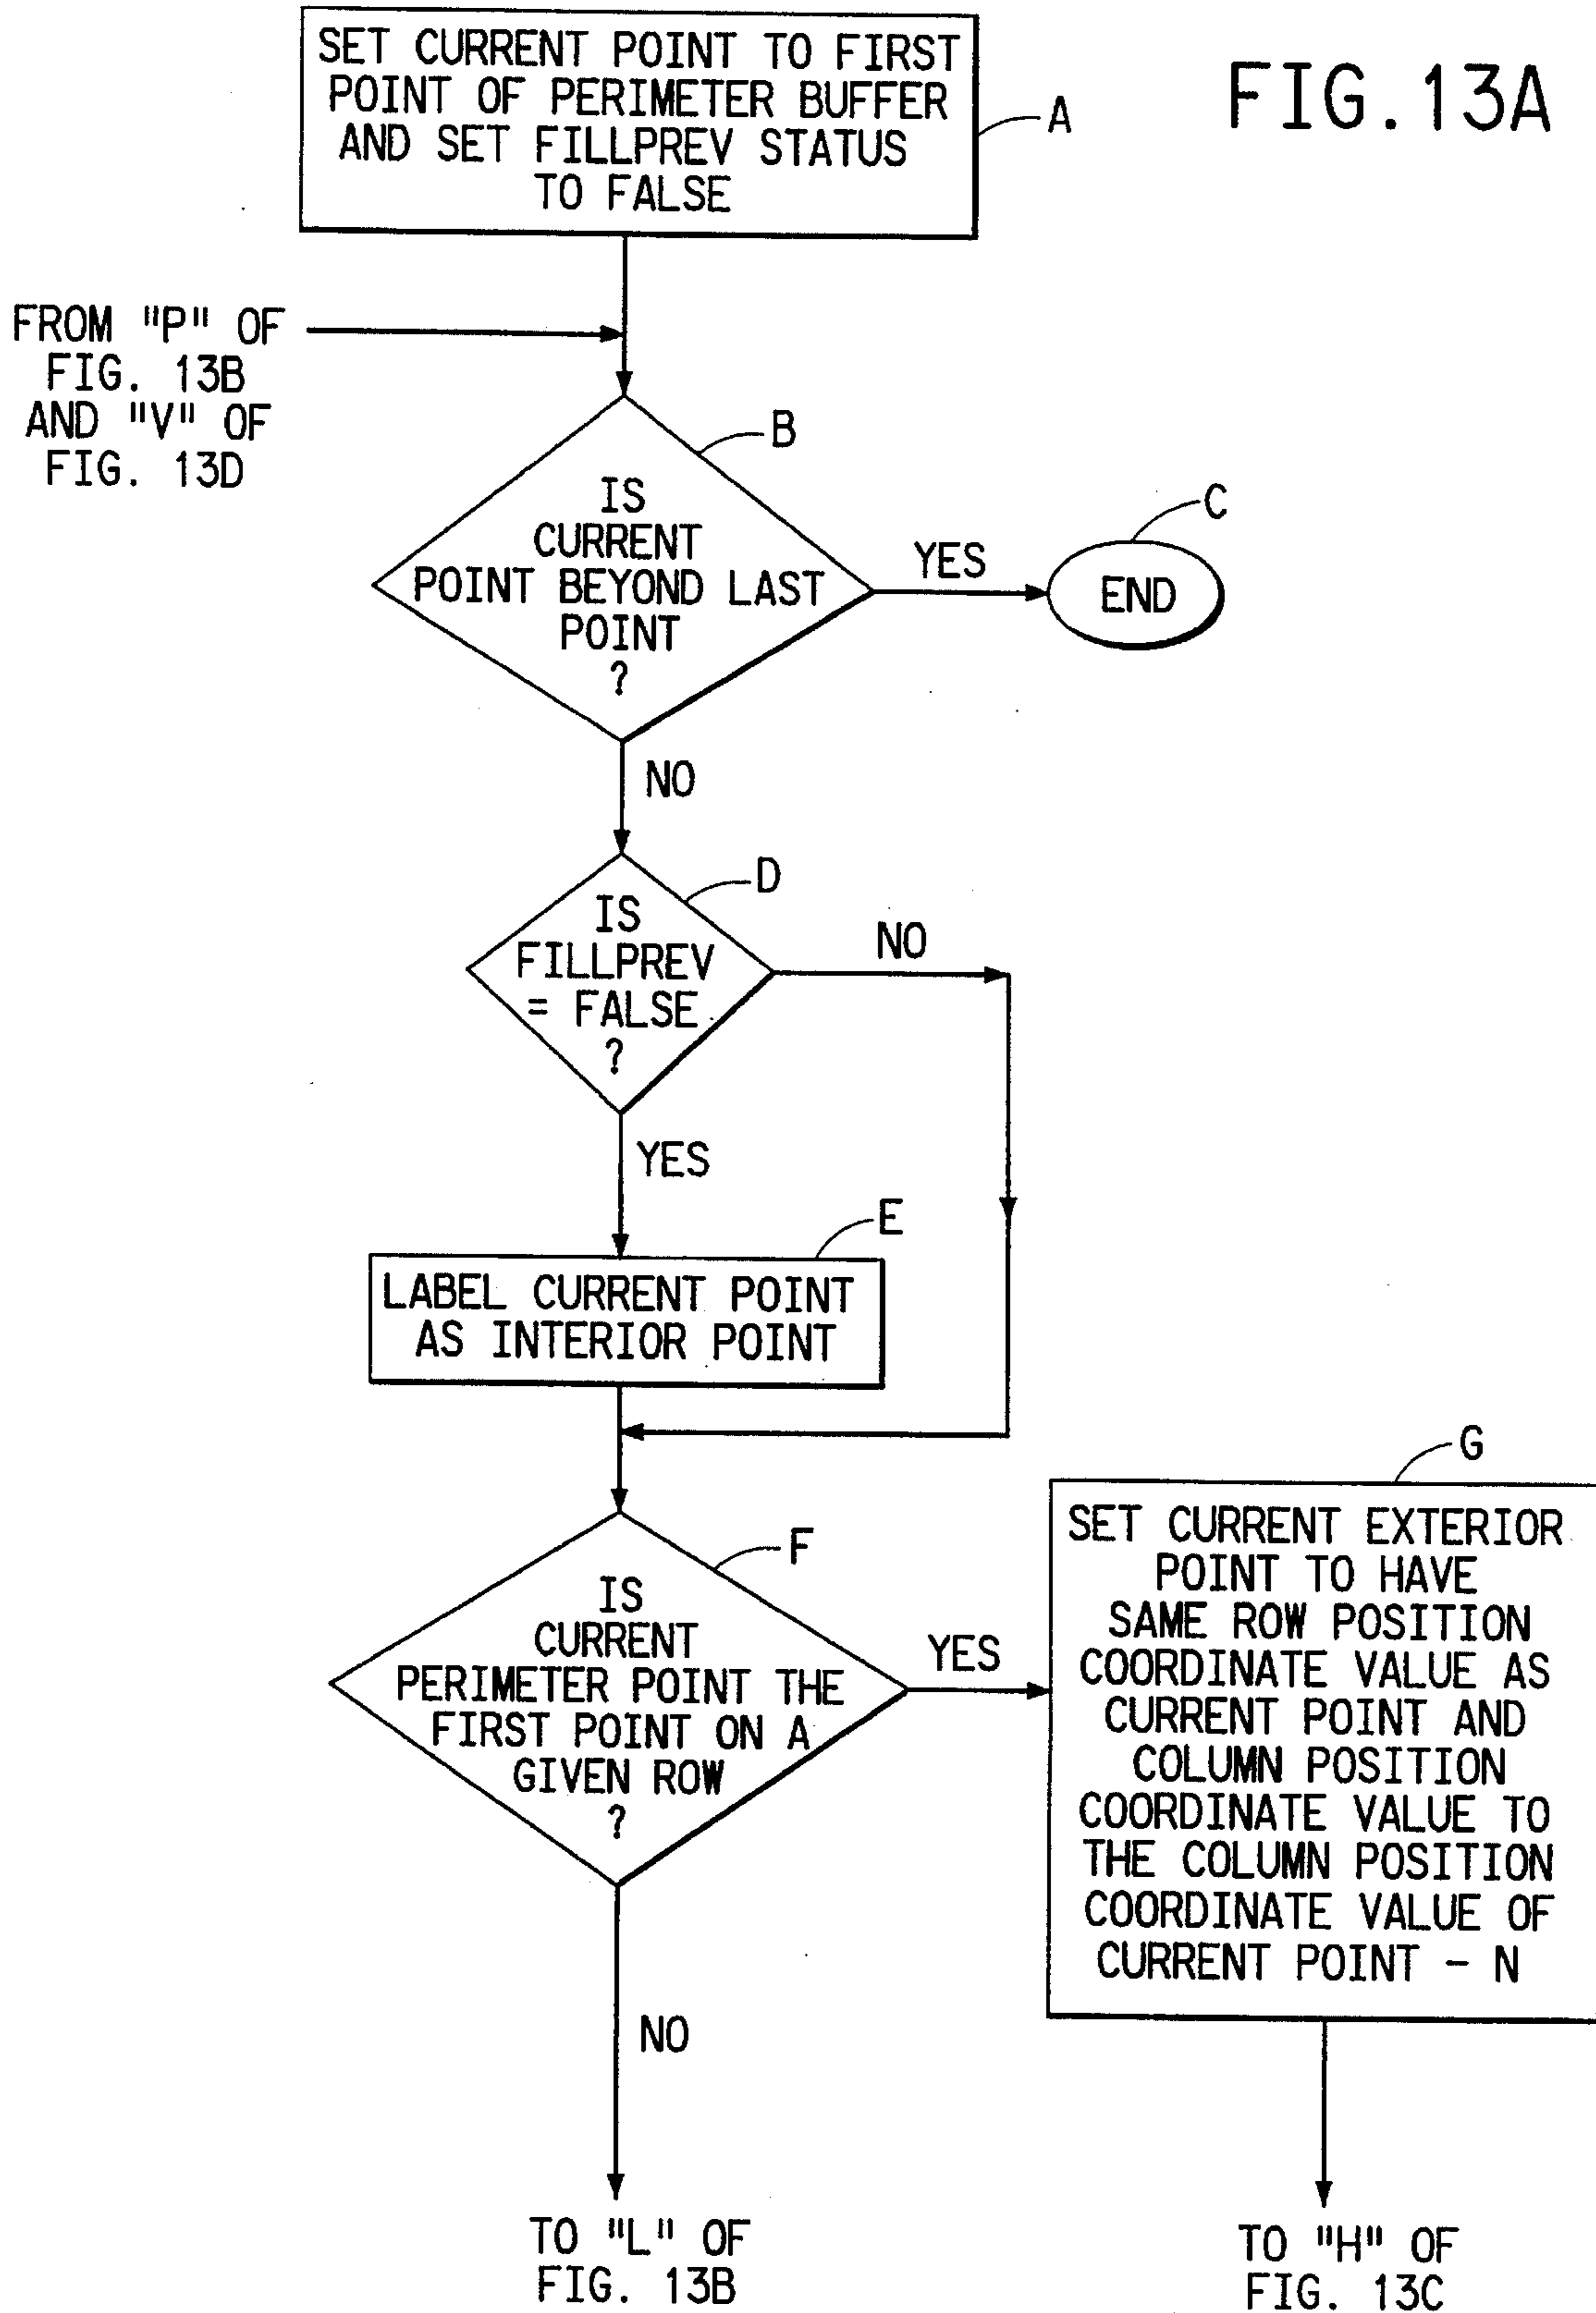 SET CURRENT POINT TO FIRST
POINT OF PERIMETER BUFFER
AND SET FILLPREV STATUS
TO FALSE
A
FIG.13A
FROM "P" OF
FIG. 13B
AND "V" OF
FIG. 13D
B
IS
CURRENT
POINT BEYOND LAST
POINT
?
YES
C
END
NO
D
IS
FILLPREV
= FALSE
?
NO
YES
E
LABEL CURRENT POINT
AS INTERIOR POINT
F
IS
CURRENT
PERIMETER POINT THE
FIRST POINT ON A
GIVEN ROW
?
YES
G
SET CURRENT EXTERIOR
POINT TO HAVE
SAME ROW POSITION
COORDINATE VALUE AS
CURRENT POINT AND
COLUMN POSITION
COORDINATE VALUE TO
THE COLUMN POSITION
COORDINATE VALUE OF
CURRENT POINT - N
NO
TO "L" OF
FIG. 13B
TO "H" OF
FIG. 13C